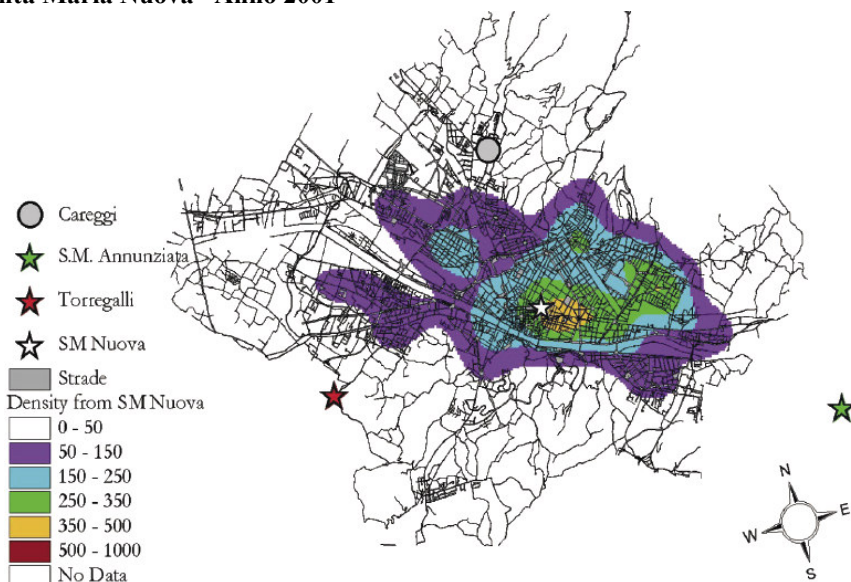 Maria Nuova - Anno 2001
Careggi
S.M. Annunziata
Torregalli
SM Nuova
Strade
Density from SM Nuova
0 - 50
50 - 150
150 - 250
250 - 350
350 - 500
500 - 1000
No Data
N
E
W
S